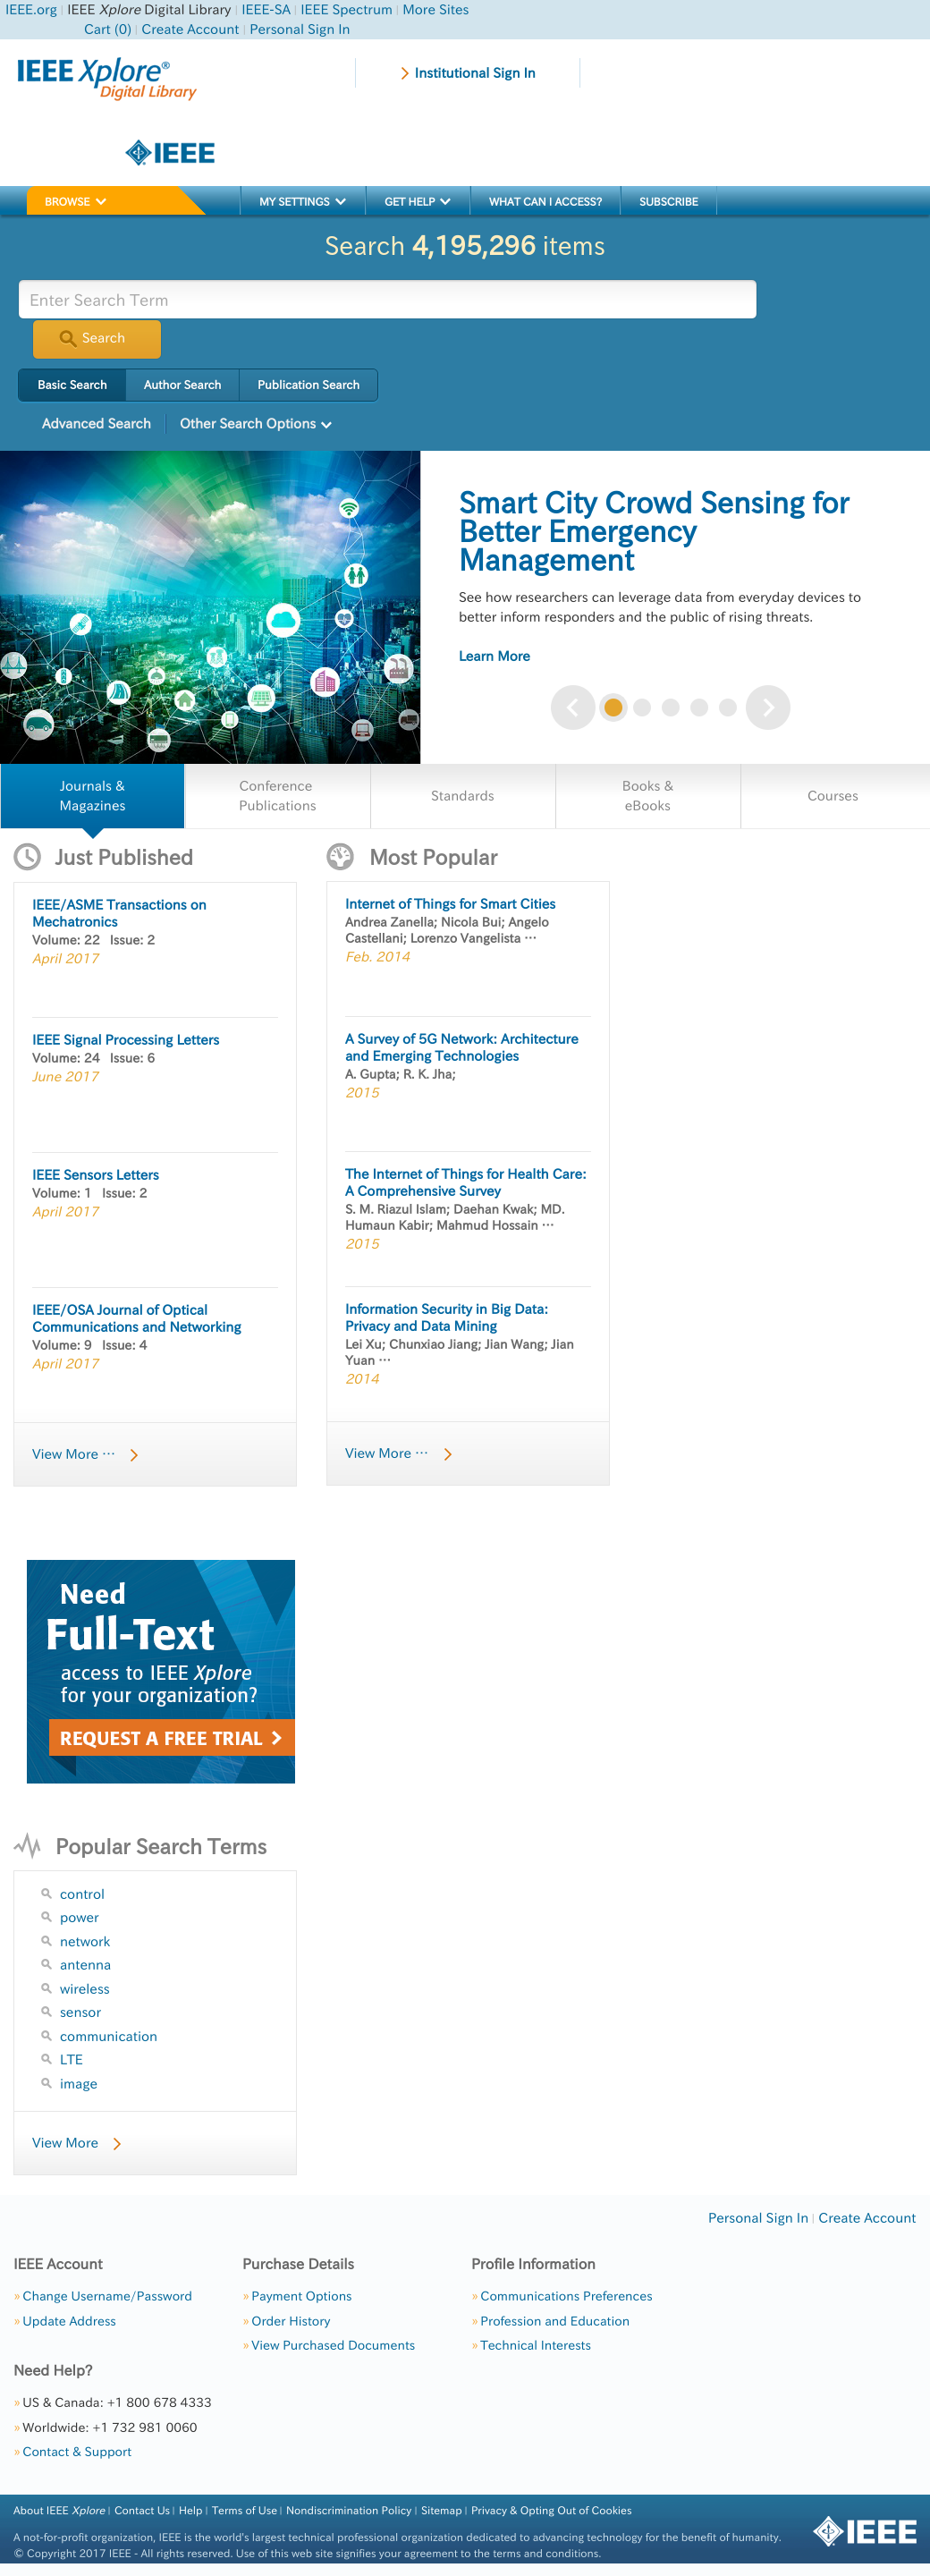 IEEE.org | IEEE Xplore Digital Library | IEEE-SA | IEEE Spectrum | More Sites
Cart (0) | Create Account | Personal Sign In
IEEE Xplore®
Digital Library
Institutional Sign In
IEEE
BROWSE
MY SETTINGS
GET HELP
WHAT CAN I ACCESS?
SUBSCRIBE
Search 4,195,296 items
Enter Search Term
Search
Basic Search
Author Search
Publication Search
Advanced Search
Other Search Options
Smart City Crowd Sensing for
Better Emergency
Management
See how researchers can leverage data from everyday devices to
better inform responders and the public of rising threats.
Learn More
Journals &
Magazines
Conference
Publications
Standards
Books &
eBooks
Courses
Just Published
IEEE/ASME Transactions on
Mechatronics
Volume: 22 Issue: 2
April 2017
IEEE Signal Processing Letters
Volume: 24 Issue: 6
June 2017
IEEE Sensors Letters
Volume: 1 Issue: 2
April 2017
IEEE/OSA Journal of Optical
Communications and Networking
Volume: 9 Issue: 4
April 2017
View More ⋯
Most Popular
Internet of Things for Smart Cities
Andrea Zanella; Nicola Bui; Angelo
Castellani; Lorenzo Vangelista ⋯
Feb. 2014
A Survey of 5G Network: Architecture
and Emerging Technologies
A. Gupta; R. K. Jha;
2015
The Internet of Things for Health Care:
A Comprehensive Survey
S. M. Riazul Islam; Daehan Kwak; MD.
Humaun Kabir; Mahmud Hossain ⋯
2015
Information Security in Big Data:
Privacy and Data Mining
Lei Xu; Chunxiao Jiang; Jian Wang; Jian
Yuan ⋯
2014
View More ⋯
Need
Full-Text
access to IEEE Xplore
for your organization?
REQUEST A FREE TRIAL
Popular Search Terms
control
power
network
antenna
wireless
sensor
communication
LTE
image
View More
Personal Sign In | Create Account
IEEE Account
» Change Username/Password
» Update Address
Purchase Details
» Payment Options
» Order History
» View Purchased Documents
Profile Information
» Communications Preferences
» Profession and Education
» Technical Interests
Need Help?
» US & Canada: +1 800 678 4333
» Worldwide: +1 732 981 0060
» Contact & Support
About IEEE Xplore | Contact Us | Help | Terms of Use | Nondiscrimination Policy | Sitemap | Privacy & Opting Out of Cookies
A not-for-profit organization, IEEE is the world's largest technical professional organization dedicated to advancing technology for the benefit of humanity.
© Copyright 2017 IEEE - All rights reserved. Use of this web site signifies your agreement to the terms and conditions.
IEEE